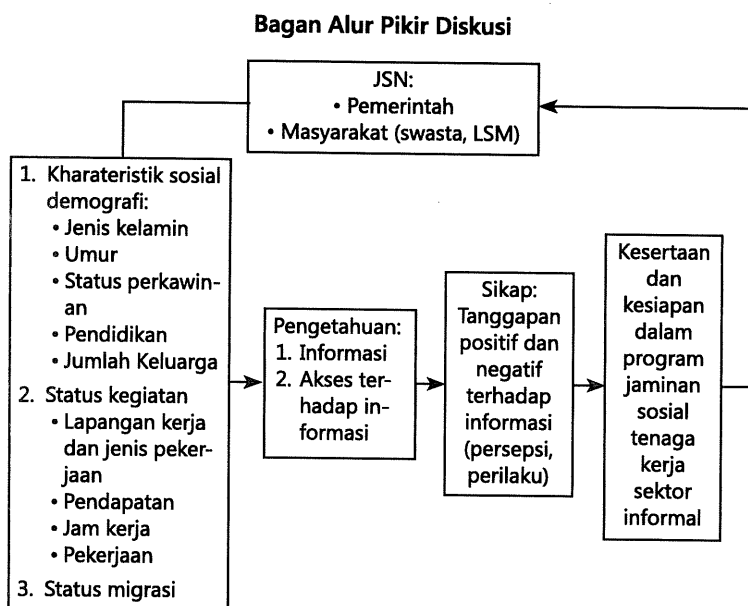 Bagan Alur Pikir Diskusi
JSN:
• Pemerintah
• Masyarakat (swasta, LSM)
1. Kharateristik sosial
demografi:
• Jenis kelamin
• Umur
• Status perkawin-
an
• Pendidikan
• Jumlah Keluarga
2. Status kegiatan
• Lapangan kerja
dan jenis peker-
jaan
• Pendapatan
• Jam kerja
• Pekerjaan
3. Status migrasi
Pengetahuan:
1. Informasi
2. Akses ter-
hadap in-
formasi
Sikap:
Tanggapan
positif dan
negatif
terhadap
informasi
(persepsi,
perilaku)
Kesertaan
dan
kesiapan
dalam
program
jaminan
sosial
tenaga
kerja
sektor
informal